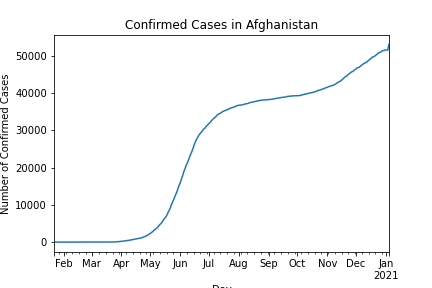 Confirmed Cases in Afghanistan
Number of Confirmed Cases
50000
40000
30000
20000
10000
0
Feb Mar Apr May Jun Jul Aug Sep Oct Nov Dec Jan
2021